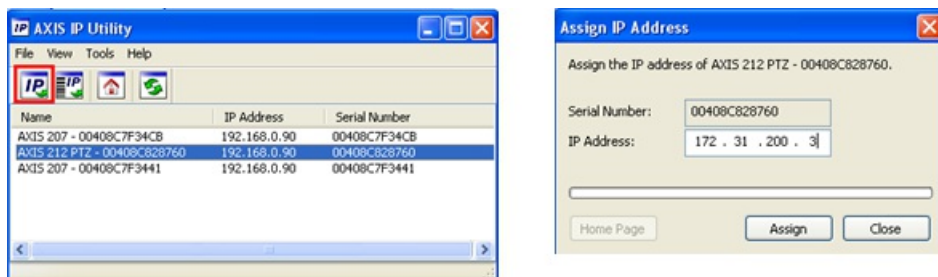 AXIS IP Utility
File View Tools Help
IP IP
Name IP Address Serial Number
AXIS 207 - 00408C7F34CB 192.168.0.90 00408C7F34CB
AXIS 212 PTZ - 00408C828760 192.168.0.90 00408C828760
AXIS 207 - 00408C7F3441 192.168.0.90 00408C7F3441
Assign IP Address
Assign the IP address of AXIS 212 PTZ - 00408C828760.
Serial Number: 00408C828760
IP Address: 172 . 31 . 200 . 3
Home Page Assign Close